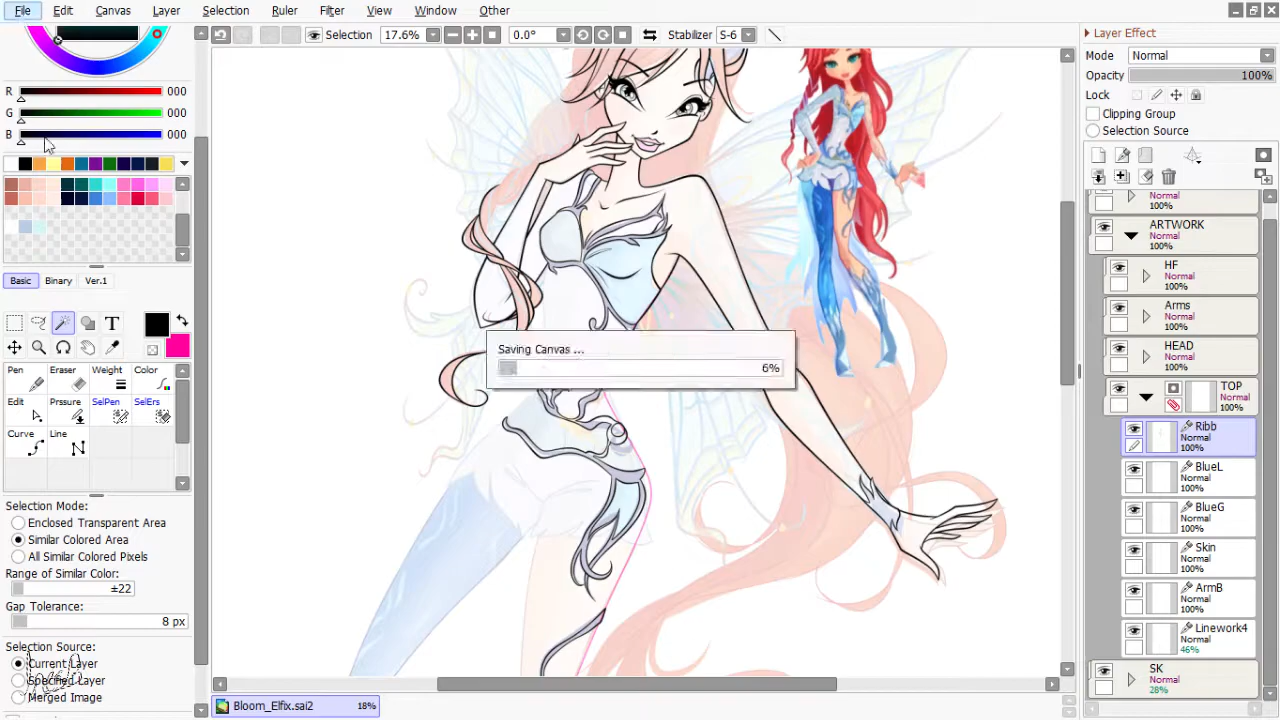 File Edit Canvas Layer Selection Ruler Filter View Window Other
Selection 17.6% 0.0° Stabilizer S-6
R 000
G 000
B 000
Basic Binary Ver.1
T
Pen Eraser Weight Color
Edit Prssure SelPen SelErs
Curve Line
Selection Mode:
Enclosed Transparent Area
Similar Colored Area
All Similar Colored Pixels
Range of Similar Color:
±22
Gap Tolerance:
8 px
Selection Source:
Current Layer
Specified Layer
Merged Image
Saving Canvas ...
6%
Bloom_Elfix.sai2 18%
Layer Effect
Mode Normal
Opacity 100%
Lock
Clipping Group
Selection Source
Normal
100%
ARTWORK
Normal
100%
HF
Normal
100%
Arms
Normal
100%
HEAD
Normal
100%
TOP
Normal
100%
Ribb
Normal
100%
BlueL
Normal
100%
BlueG
Normal
100%
Skin
Normal
100%
ArmB
Normal
100%
Linework4
Normal
46%
SK
Normal
28%